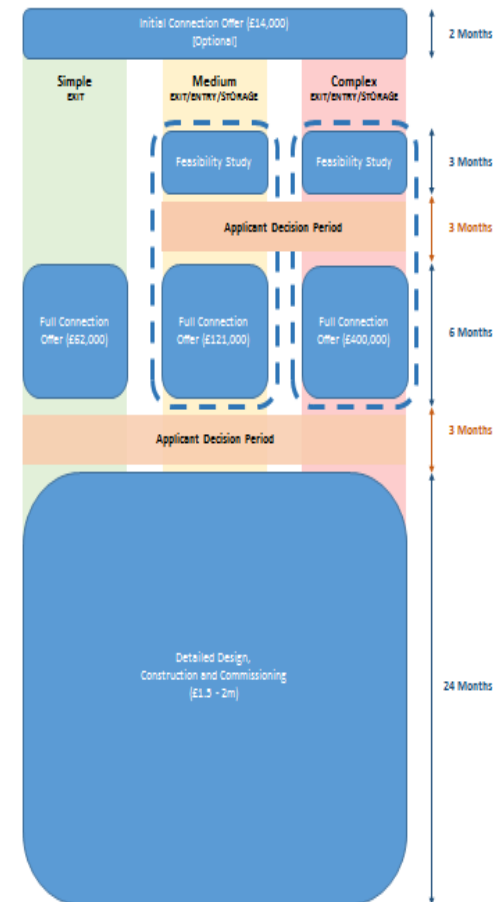 Initial Connection Offer (£14,000)
[Optional]
2 Months
Simple
EXIT
Medium
EXIT/ENTRY/STORAGE
Complex
EXIT/ENTRY/STORAGE
Feasibility Study
Feasibility Study
3 Months
Applicant Decision Period
3 Months
Full Connection
Offer (£62,000)
Full Connection
Offer (£121,000)
Full Connection
Offer (£400,000)
6 Months
Applicant Decision Period
3 Months
Detailed Design,
Construction and Commissioning
(£1.5 - 2m)
24 Months